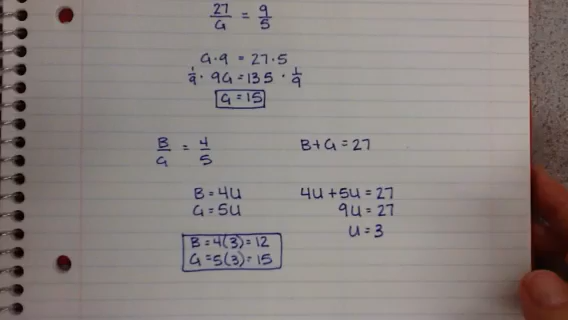 27/G = 9/5
G·9 = 27·5
1/9 · 9G = 135 · 1/9
G = 15
B/G = 4/5 B+G = 27
B = 4U 4U + 5U = 27
G = 5U 9U = 27
U = 3
B = 4(3) = 12
G = 5(3) = 15